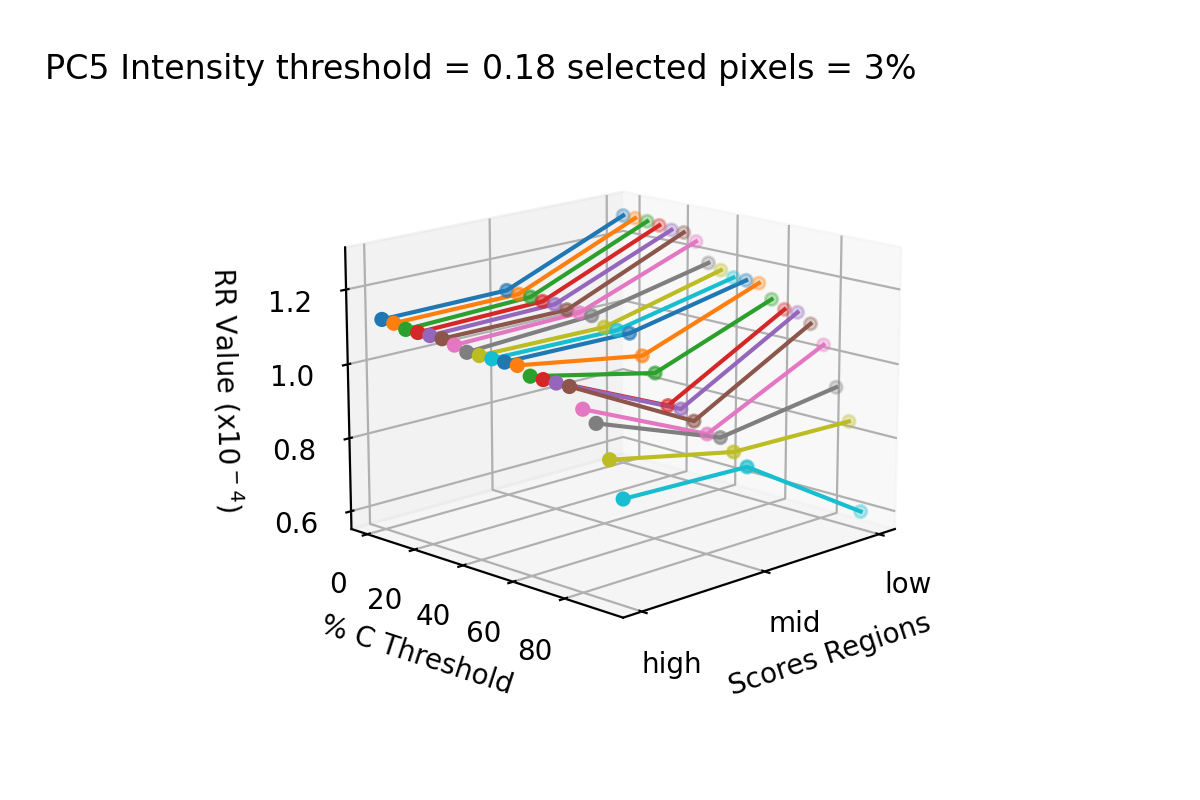 PC5 Intensity threshold = 0.18 selected pixels = 3%
RR Value (x10⁻⁴)
1.2
1.0
0.8
0.6
0
20
40
60
80
% C Threshold
high
mid
low
Scores Regions